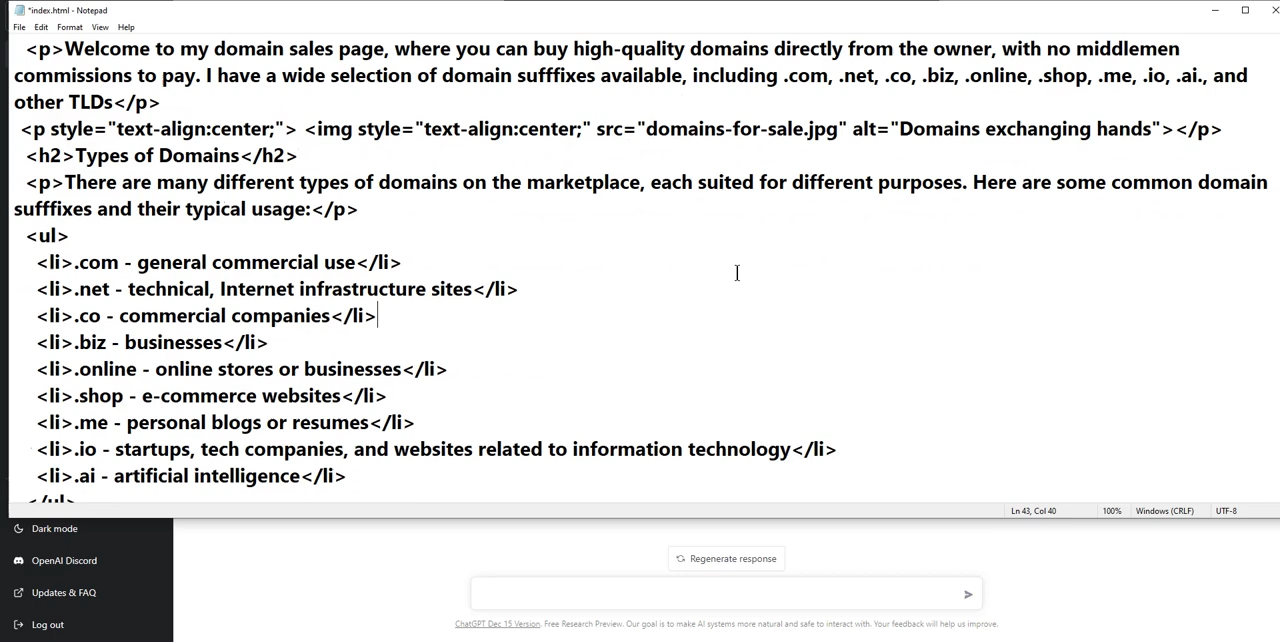 *index.html - Notepad
File Edit Format View Help
<p>Welcome to my domain sales page, where you can buy high-quality domains directly from the owner, with no middlemen
commissions to pay. I have a wide selection of domain sufffixes available, including .com, .net, .co, .biz, .online, .shop, .me, .io, .ai., and
other TLDs</p>
<p style="text-align:center;"> <img style="text-align:center;" src="domains-for-sale.jpg" alt="Domains exchanging hands"></p>
<h2>Types of Domains</h2>
<p>There are many different types of domains on the marketplace, each suited for different purposes. Here are some common domain
sufffixes and their typical usage:</p>
<ul>
<li>.com - general commercial use</li>
<li>.net - technical, Internet infrastructure sites</li>
<li>.co - commercial companies</li>
<li>.biz - businesses</li>
<li>.online - online stores or businesses</li>
<li>.shop - e-commerce websites</li>
<li>.me - personal blogs or resumes</li>
<li>.io - startups, tech companies, and websites related to information technology</li>
<li>.ai - artificial intelligence</li>
</ul>
Ln 43, Col 40 100% Windows (CRLF) UTF-8
Dark mode
OpenAI Discord
Regenerate response
Updates & FAQ
Log out
ChatGPT Dec 15 Version. Free Research Preview. Our goal is to make AI systems more natural and safe to interact with. Your feedback will help us improve.